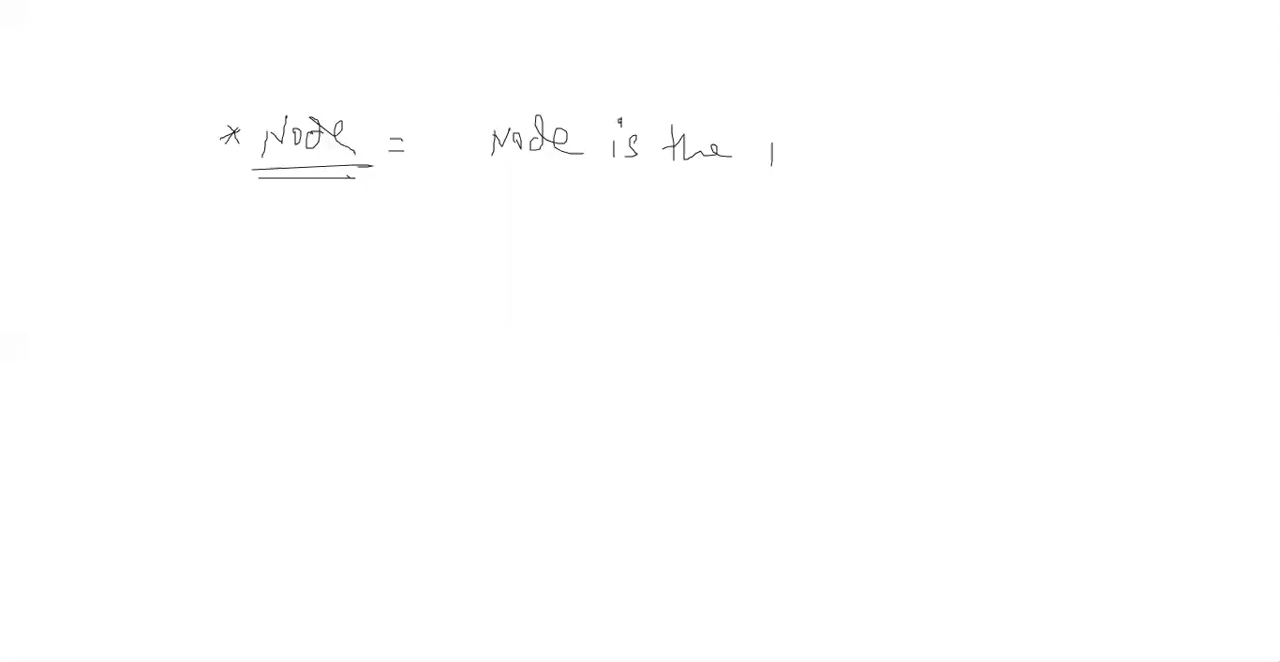 * Node = Node is the